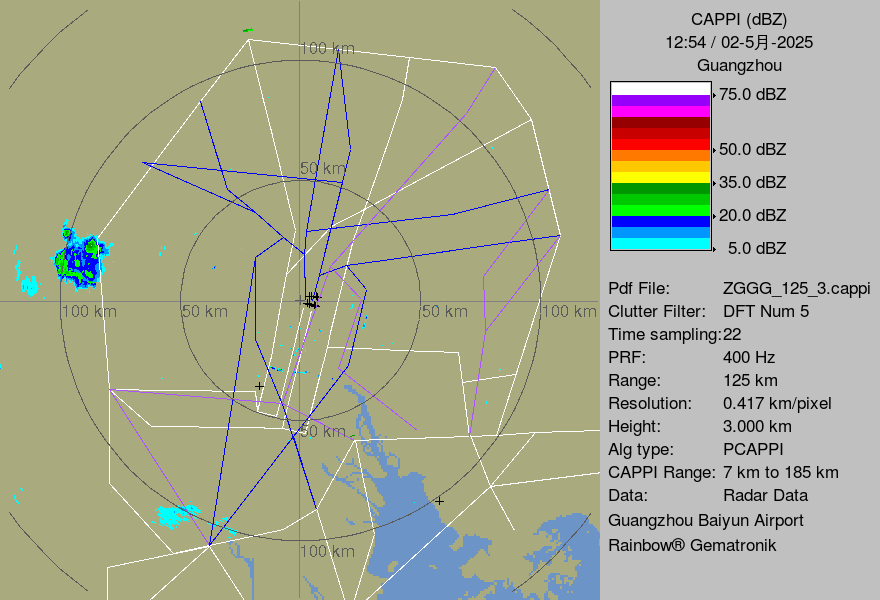 100 km
50 km
100 km
50 km
50 km
100 km
50 km
100 km
CAPPI (dBZ)
12:54 / 02-5月-2025
Guangzhou
75.0 dBZ
50.0 dBZ
35.0 dBZ
20.0 dBZ
5.0 dBZ
Pdf File: ZGGG_125_3.cappi
Clutter Filter: DFT Num 5
Time sampling:22
PRF: 400 Hz
Range: 125 km
Resolution: 0.417 km/pixel
Height: 3.000 km
Alg type: PCAPPI
CAPPI Range: 7 km to 185 km
Data: Radar Data
Guangzhou Baiyun Airport
Rainbow® Gematronik